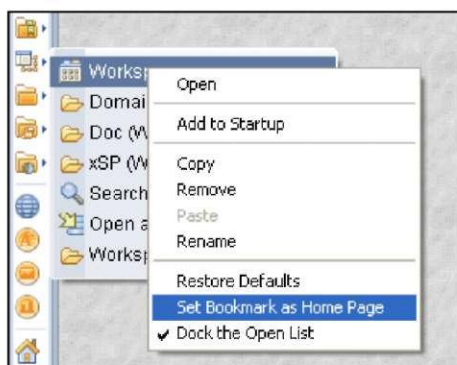 Works
Open
Domai
Add to Startup
Doc (W
Copy
xSP (W
Remove
Search
Paste
Open a
Rename
Works
Restore Defaults
Set Bookmark as Home Page
Dock the Open List